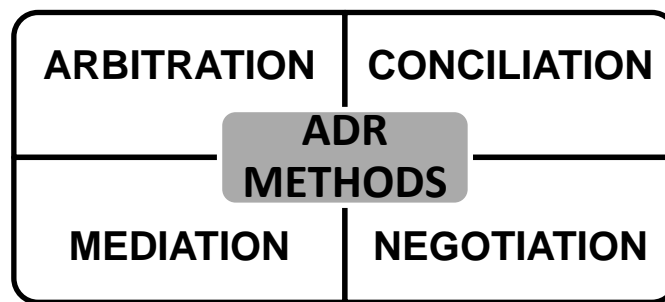 ARBITRATION
CONCILIATION
ADR
METHODS
MEDIATION
NEGOTIATION